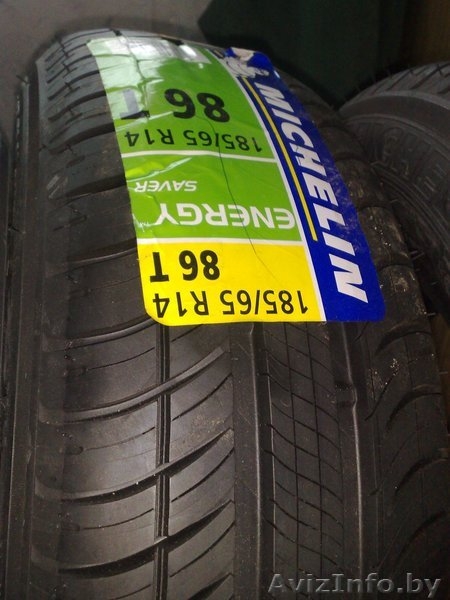 MICHELIN
185/65 R14
86 T
ENERGY
SAVER
185/65 R14
86 T
AvizInfo.by